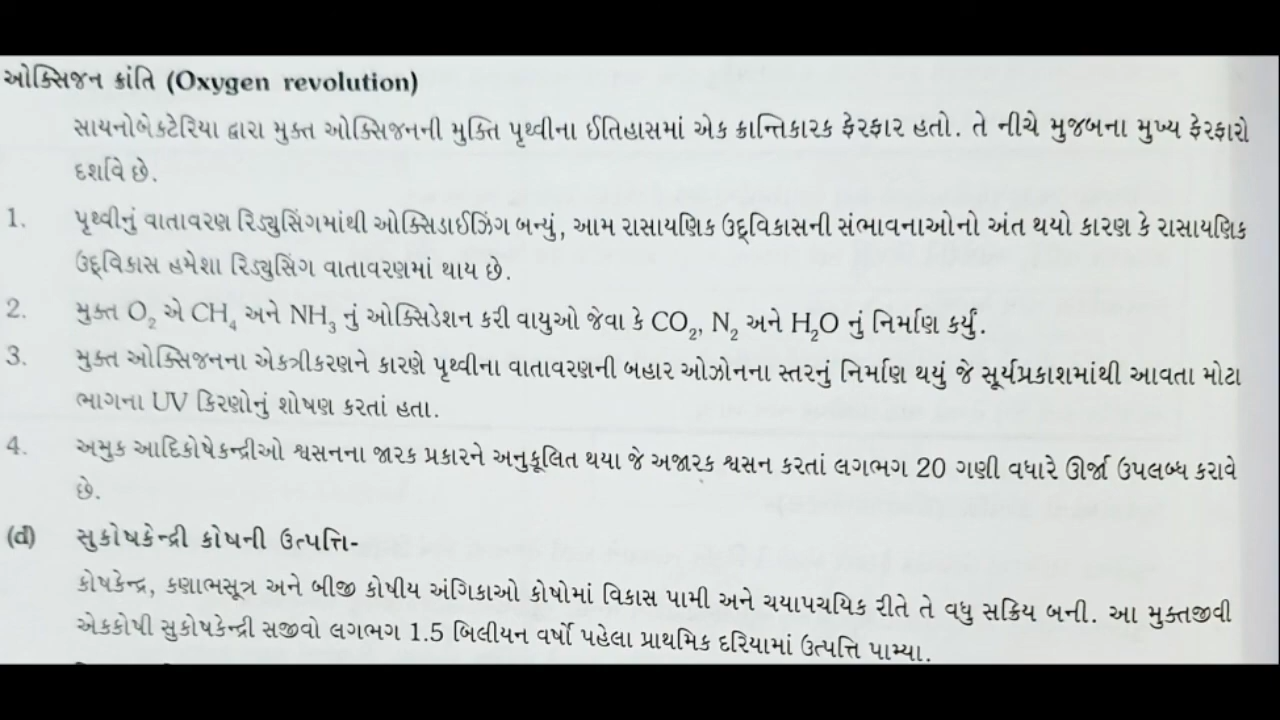 ઓક્સિજન ક્રાંતિ (Oxygen revolution)
સાયનોબેક્ટેરિયા દ્વારા મુક્ત ઓક્સિજનની મુક્તિ પૃથ્વીના ઈતિહાસમાં એક ક્રાન્તિકારક ફેરફાર હતો. તે નીચે મુજબના મુખ્ય ફેરફારો
દર્શાવે છે.
1. પૃથ્વીનું વાતાવરણ રિડ્યુસિંગમાંથી ઓક્સિડાઈઝિંગ બન્યું, આમ રાસાયણિક ઉદ્દ્વિકાસની સંભાવનાઓનો અંત થયો કારણ કે રાસાયણિક
ઉદ્દ્વિકાસ હમેશા રિડ્યુસિંગ વાતાવરણમાં થાય છે.
2. મુક્ત O₂ એ CH₄ અને NH₃ નું ઓક્સિડેશન કરી વાયુઓ જેવા કે CO₂, N₂ અને H₂O નું નિર્માણ કર્યું.
3. મુક્ત ઓક્સિજનના એકત્રીકરણને કારણે પૃથ્વીના વાતાવરણની બહાર ઓઝોનના સ્તરનું નિર્માણ થયું જે સૂર્યપ્રકાશમાંથી આવતા મોટા
ભાગના UV કિરણોનું શોષણ કરતાં હતા.
4. અમુક આદિકોષેકન્દ્રીઓ શ્વસનના જારક પ્રકારને અનુકૂલિત થયા જે અજારક શ્વસન કરતાં લગભગ 20 ગણી વધારે ઊર્જા ઉપલબ્ધ કરાવે
છે.
(d) સુકોષકેન્દ્રી કોષની ઉત્પત્તિ-
કોષકેન્દ્ર, કણાભસૂત્ર અને બીજી કોષીય અંગિકાઓ કોષોમાં વિકાસ પામી અને ચયાપચયિક રીતે તે વધુ સક્રિય બની. આ મુક્તજીવી
એકકોષી સુકોષકેન્દ્રી સજીવો લગભગ 1.5 બિલીયન વર્ષો પહેલા પ્રાથમિક દરિયામાં ઉત્પત્તિ પામ્યા.